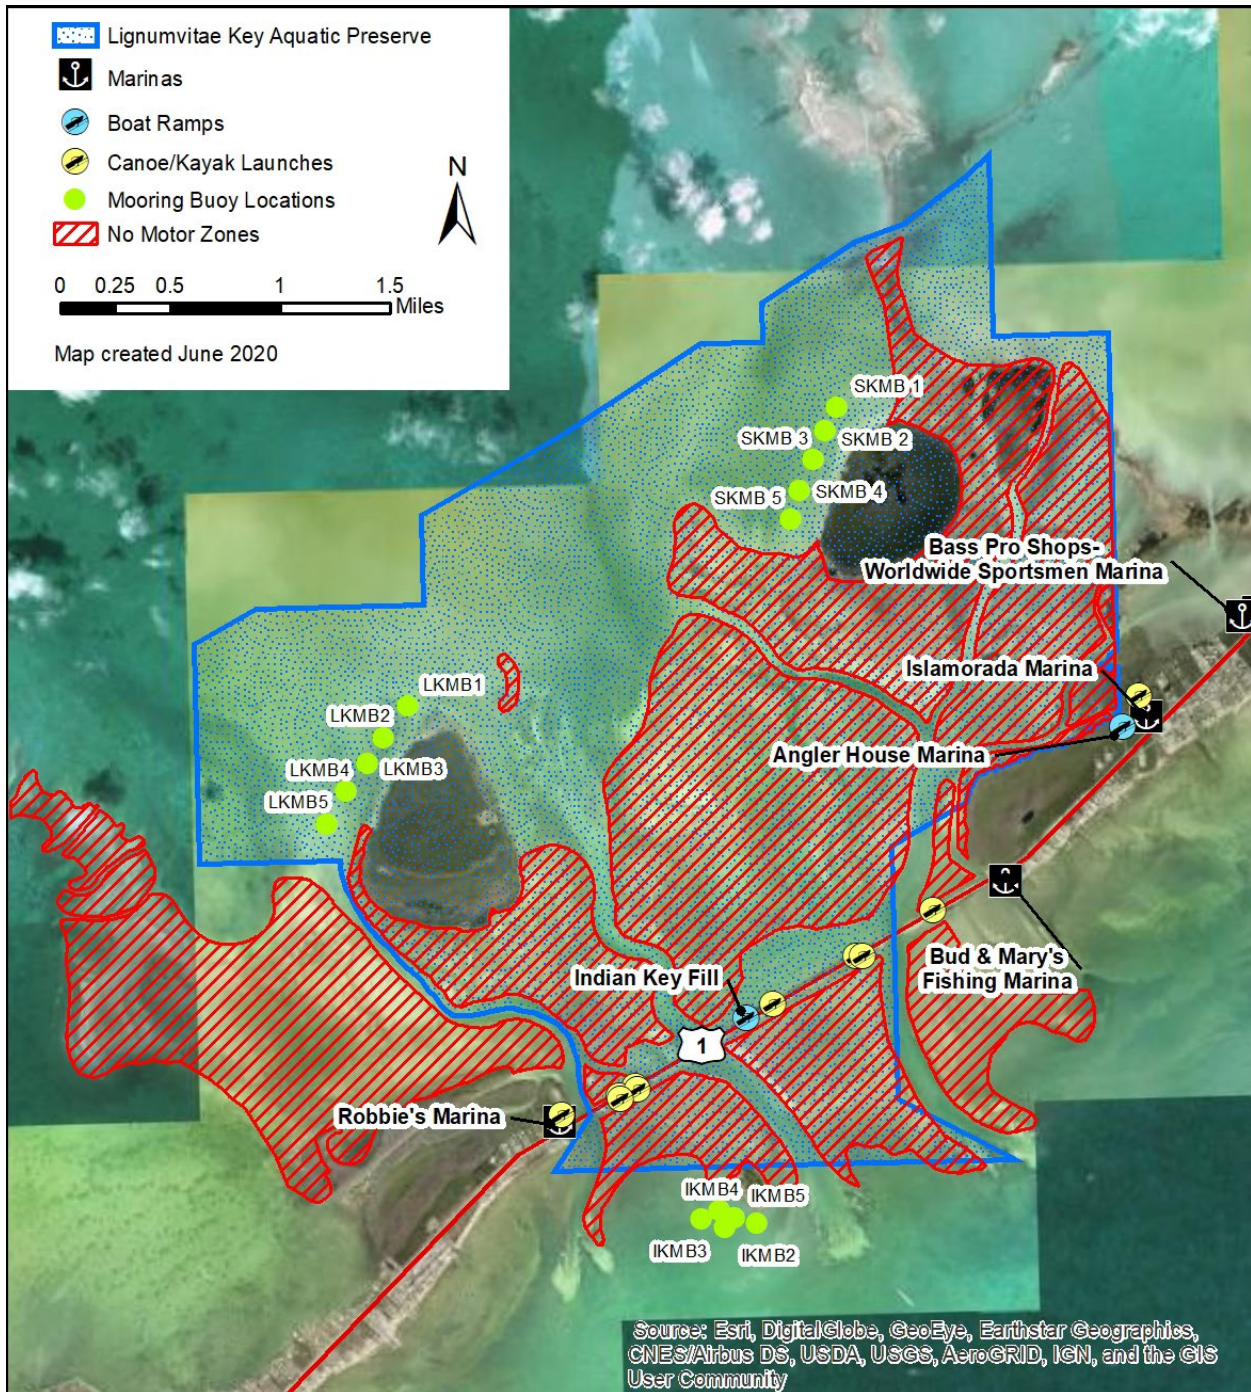 Lignumvitae Key Aquatic Preserve
Marinas
Boat Ramps
Canoe/Kayak Launches
Mooring Buoy Locations
No Motor Zones
N
0 0.25 0.5 1 1.5
Miles
Map created June 2020
SKMB 1
SKMB 3
SKMB 2
SKMB 5
SKMB 4
Bass Pro Shops-
Worldwide Sportsmen Marina
Islamorada Marina
LKMB1
LKMB2
LKMB4
LKMB3
LKMB5
Angler House Marina
Indian Key Fill
Bud & Mary's
Fishing Marina
1
Robbie's Marina
IKMB4
IKMB5
IKMB3
IKMB2
Source: Esri, DigitalGlobe, GeoEye, Earthstar Geographics,
CNES/Airbus DS, USDA, USGS, AeroGRID, IGN, and the GIS
User Community